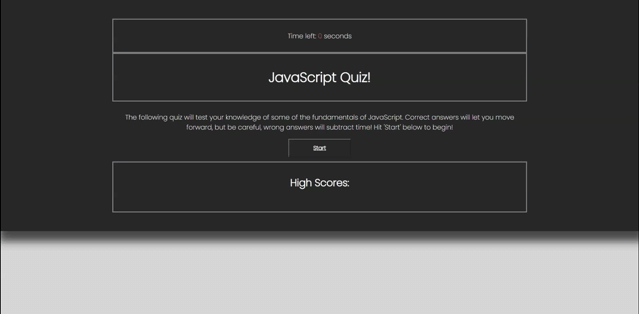 Time left: 0 seconds
JavaScript Quiz!
The following quiz will test your knowledge of some of the fundamentals of JavaScript. Correct answers will let you move
forward, but be careful, wrong answers will subtract time! Hit 'Start' below to begin!
Start
High Scores: